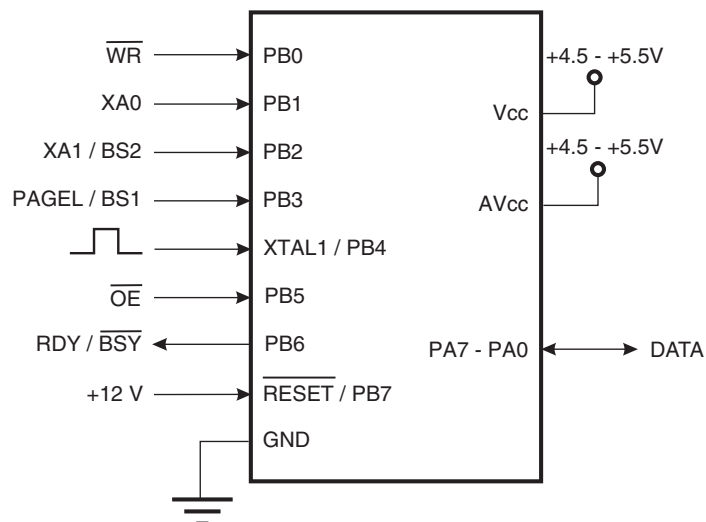 WR PB0
XA0 PB1
XA1 / BS2 PB2
PAGEL / BS1 PB3
XTAL1 / PB4
OE PB5
RDY / BSY PB6
+12 V RESET / PB7
GND
+4.5 - +5.5V
Vcc
+4.5 - +5.5V
AVcc
PA7 - PA0 DATA